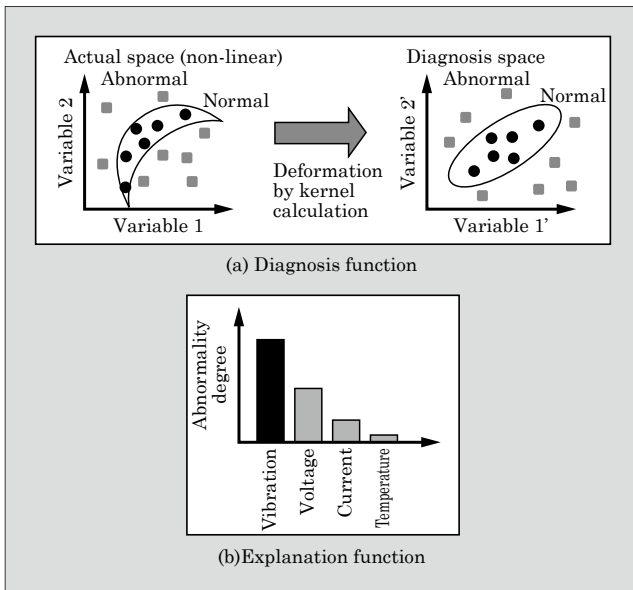 Actual space (non-linear)
Abnormal
Normal
Variable 2
Variable 1
Deformation
by kernel
calculation
Diagnosis space
Abnormal
Normal
Variable 2’
Variable 1’
(a) Diagnosis function
Abnormality
degree
Vibration
Voltage
Current
Temperature
(b)Explanation function